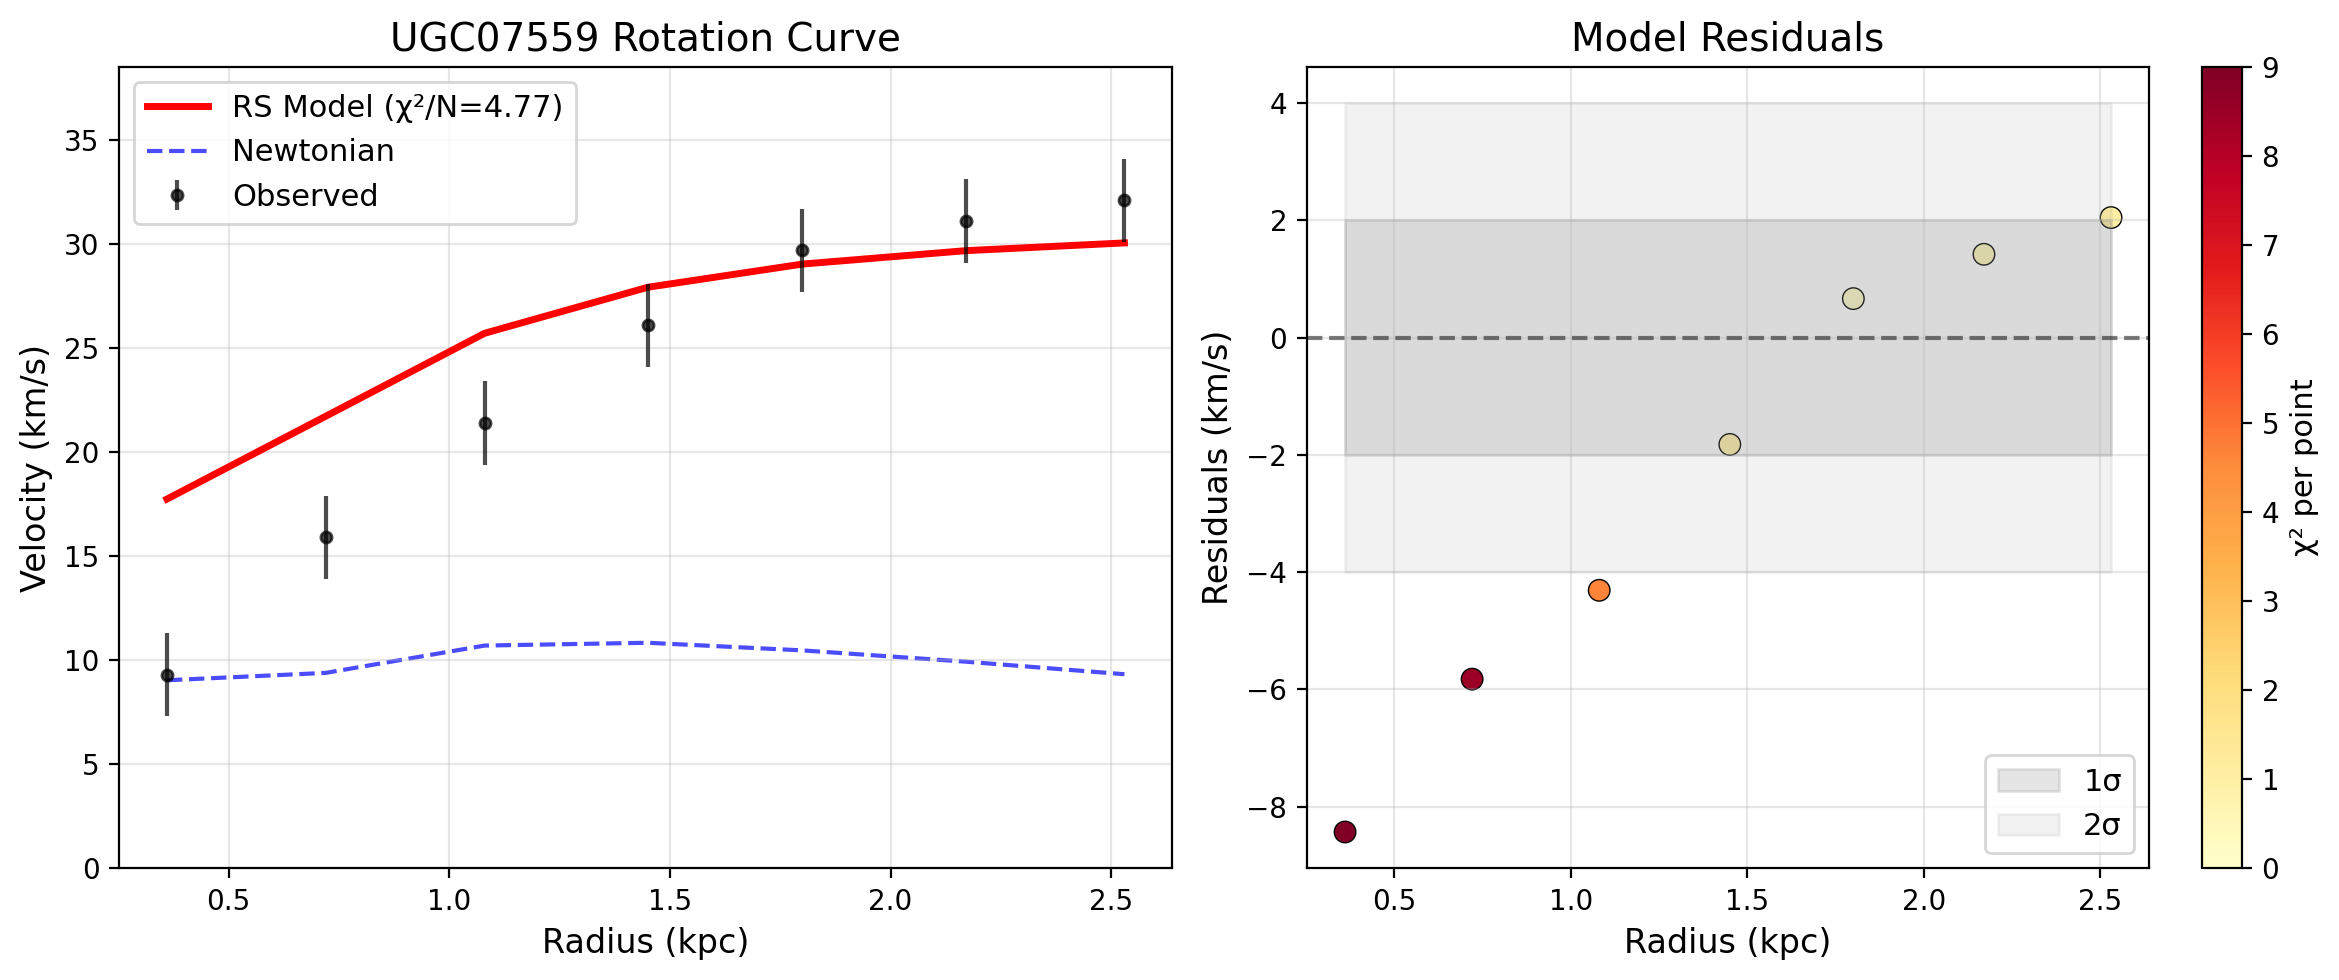 UGC07559 Rotation Curve
RS Model (χ²/N=4.77)
Newtonian
Observed
35
30
25
20
15
10
5
0
Velocity (km/s)
0.5
1.0
1.5
2.0
2.5
Radius (kpc)
Model Residuals
4
2
0
−2
−4
−6
−8
Residuals (km/s)
1σ
2σ
0.5
1.0
1.5
2.0
2.5
Radius (kpc)
9
8
7
6
5
4
3
2
1
0
χ² per point